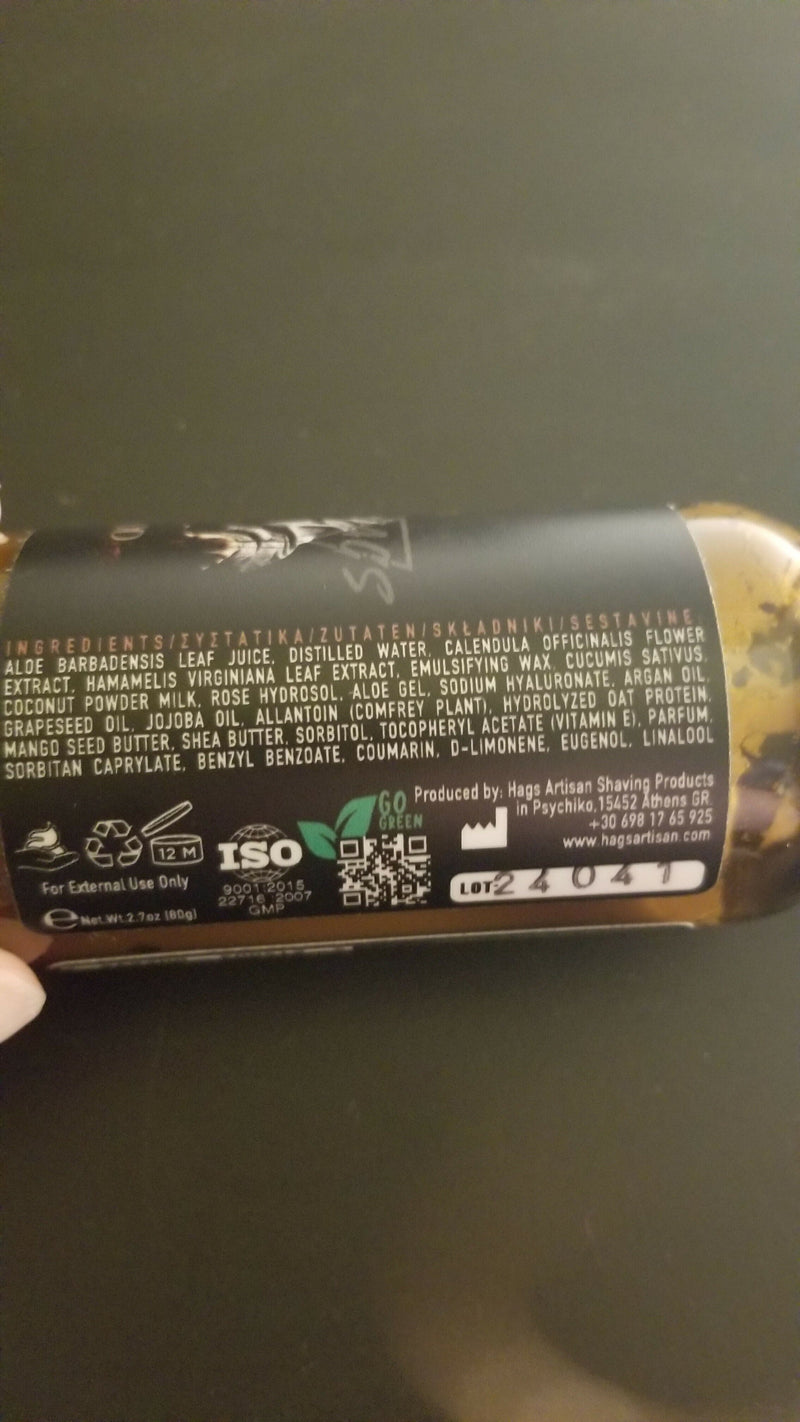 INGREDIENTS/ΣΥΣΤΑΤΙΚΑ/ZUTATEN/SKŁADNIKI/SESTAVINE
ALOE BARBADENSIS LEAF JUICE, DISTILLED WATER, CALENDULA OFFICINALIS FLOWER
EXTRACT, HAMAMELIS VIRGINIANA LEAF EXTRACT, EMULSIFYING WAX, CUCUMIS SATIVUS,
COCONUT POWDER MILK, ROSE HYDROSOL, ALOE GEL, SODIUM HYALURONATE, ARGAN OIL,
GRAPESEED OIL, JOJOBA OIL, ALLANTOIN (COMFREY PLANT), HYDROLYZED OAT PROTEIN,
MANGO SEED BUTTER, SHEA BUTTER, SORBITOL, TOCOPHERYL ACETATE (VITAMIN E), PARFUM,
SORBITAN CAPRYLATE, BENZYL BENZOATE, COUMARIN, D-LIMONENE, EUGENOL, LINALOOL
12 M
For External Use Only
e Net.Wt.2.7oz (80g)
ISO
9001:2015
22716:2007
GMP
GO
GREEN
Produced by: Hags Artisan Shaving Products
in Psychiko,15452 Athens GR.
+30 698 17 65 925
www.hagsartisan.com
LOT: 24041